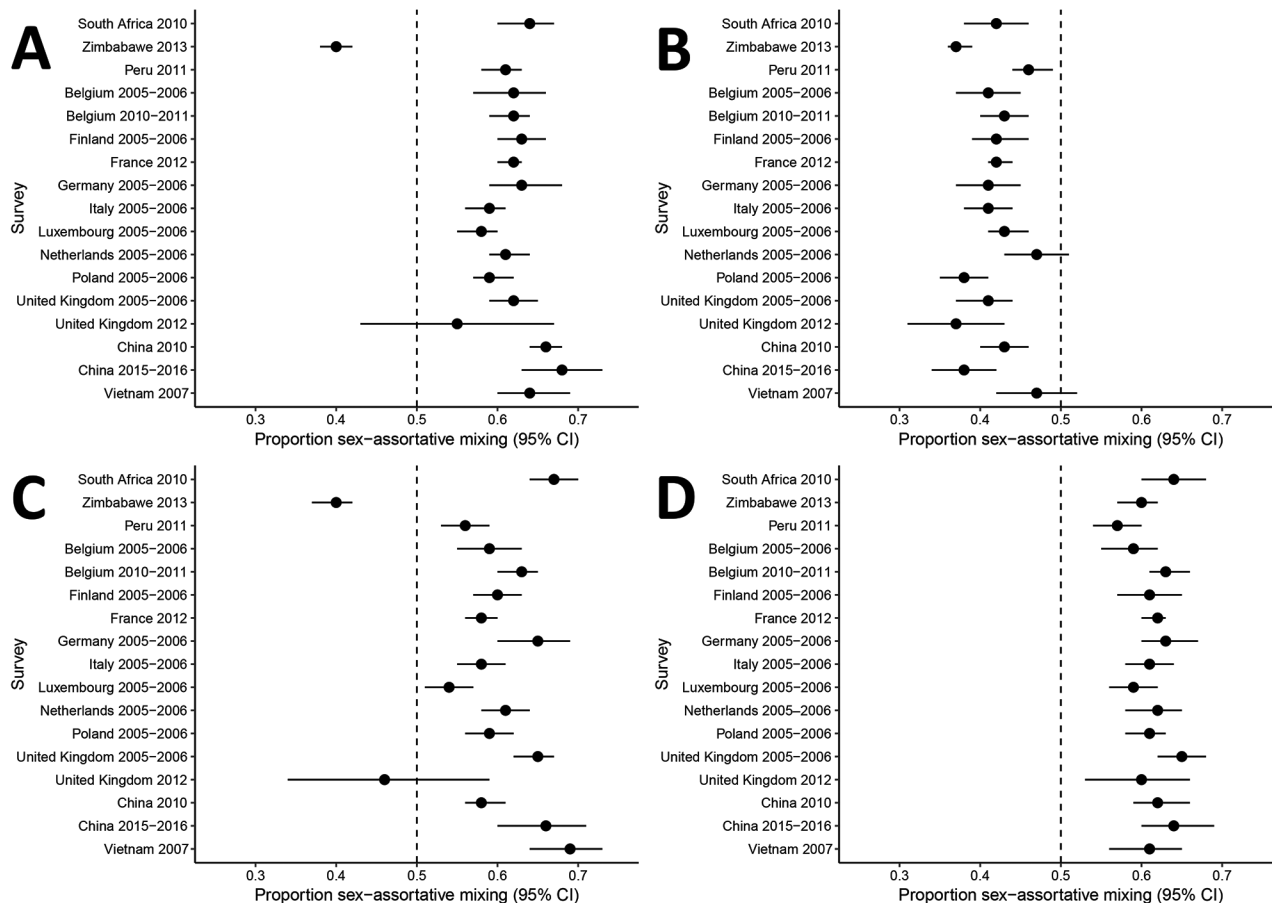 A
Survey
South Africa 2010
Zimbabawe 2013
Peru 2011
Belgium 2005−2006
Belgium 2010−2011
Finland 2005−2006
France 2012
Germany 2005−2006
Italy 2005−2006
Luxembourg 2005−2006
Netherlands 2005−2006
Poland 2005−2006
United Kingdom 2005−2006
United Kingdom 2012
China 2010
China 2015−2016
Vietnam 2007
0.3 0.4 0.5 0.6 0.7
Proportion sex−assortative mixing (95% CI)
B
Survey
South Africa 2010
Zimbabawe 2013
Peru 2011
Belgium 2005−2006
Belgium 2010−2011
Finland 2005−2006
France 2012
Germany 2005−2006
Italy 2005−2006
Luxembourg 2005−2006
Netherlands 2005−2006
Poland 2005−2006
United Kingdom 2005−2006
United Kingdom 2012
China 2010
China 2015−2016
Vietnam 2007
0.3 0.4 0.5 0.6 0.7
Proportion sex−assortative mixing (95% CI)
C
Survey
South Africa 2010
Zimbabawe 2013
Peru 2011
Belgium 2005−2006
Belgium 2010−2011
Finland 2005−2006
France 2012
Germany 2005−2006
Italy 2005−2006
Luxembourg 2005−2006
Netherlands 2005−2006
Poland 2005−2006
United Kingdom 2005−2006
United Kingdom 2012
China 2010
China 2015−2016
Vietnam 2007
0.3 0.4 0.5 0.6 0.7
Proportion sex−assortative mixing (95% CI)
D
Survey
South Africa 2010
Zimbabawe 2013
Peru 2011
Belgium 2005−2006
Belgium 2010−2011
Finland 2005−2006
France 2012
Germany 2005−2006
Italy 2005−2006
Luxembourg 2005−2006
Netherlands 2005–2006
Poland 2005−2006
United Kingdom 2005−2006
United Kingdom 2012
China 2010
China 2015−2016
Vietnam 2007
0.3 0.4 0.5 0.6 0.7
Proportion sex−assortative mixing (95% CI)